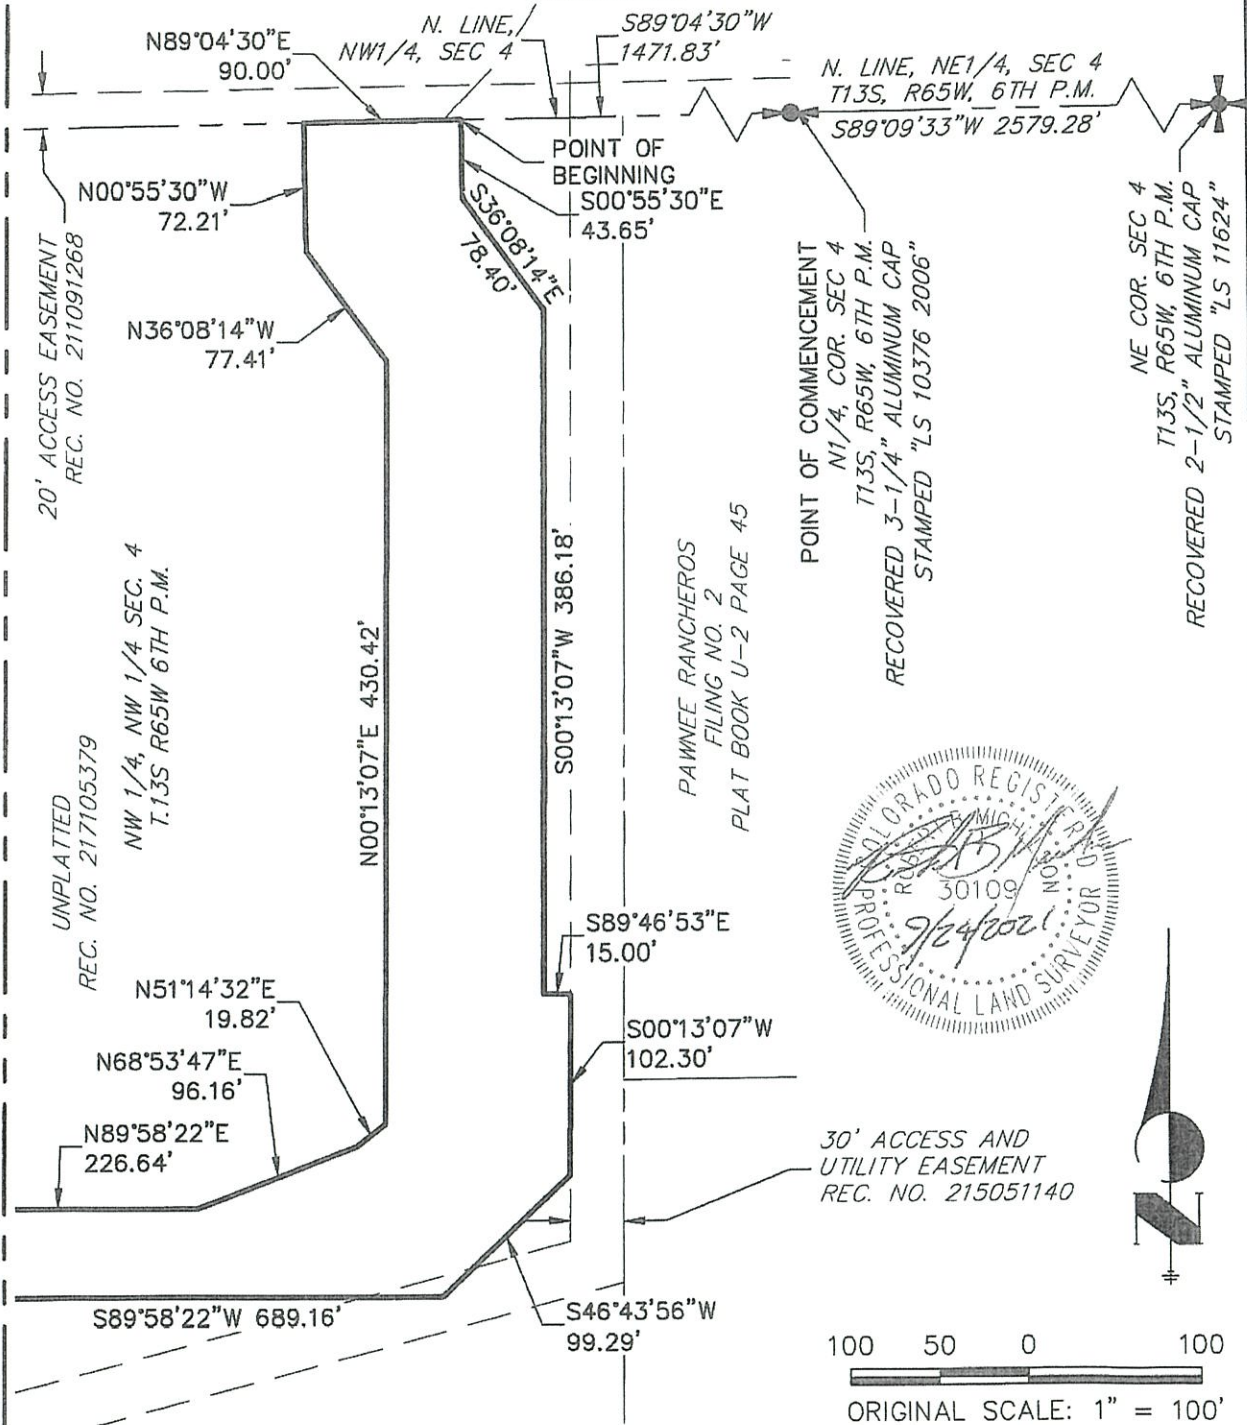 N. LINE,
NW1/4, SEC 4
S89°04'30"W
1471.83'
N89°04'30"E
90.00'
N. LINE, NE1/4, SEC 4
T13S, R65W, 6TH P.M.
S89°09'33"W 2579.28'
POINT OF
BEGINNING
S00°55'30"E
43.65'
N00°55'30"W
72.21'
S36°08'14"E
78.40'
N36°08'14"W
77.41'
20' ACCESS EASEMENT
REC. NO. 211091268
POINT OF COMMENCEMENT
N1/4, COR. SEC 4
T13S, R65W, 6TH P.M.
RECOVERED 3-1/4" ALUMINUM CAP
STAMPED "LS 10376 2006"
NE COR. SEC 4
T13S, R65W, 6TH P.M.
RECOVERED 2-1/2" ALUMINUM CAP
STAMPED "LS 11624"
NW 1/4, NW 1/4 SEC. 4
T.13S R65W 6TH P.M.
N00°13'07"E 430.42'
S00°13'07"W 386.18'
PAWNEE RANCHEROS
FILING NO. 2
PLAT BOOK U-2 PAGE 45
UNPLATTED
REC. NO. 217105379
COLORADO REGISTERED
30109
9/24/2021
PROFESSIONAL LAND SURVEYOR
S89°46'53"E
15.00'
N51°14'32"E
19.82'
S00°13'07"W
102.30'
N68°53'47"E
96.16'
N89°58'22"E
226.64'
30' ACCESS AND
UTILITY EASEMENT
REC. NO. 215051140
N
S89°58'22"W 689.16'
S46°43'56"W
99.29'
100 50 0 100
ORIGINAL SCALE: 1" = 100'